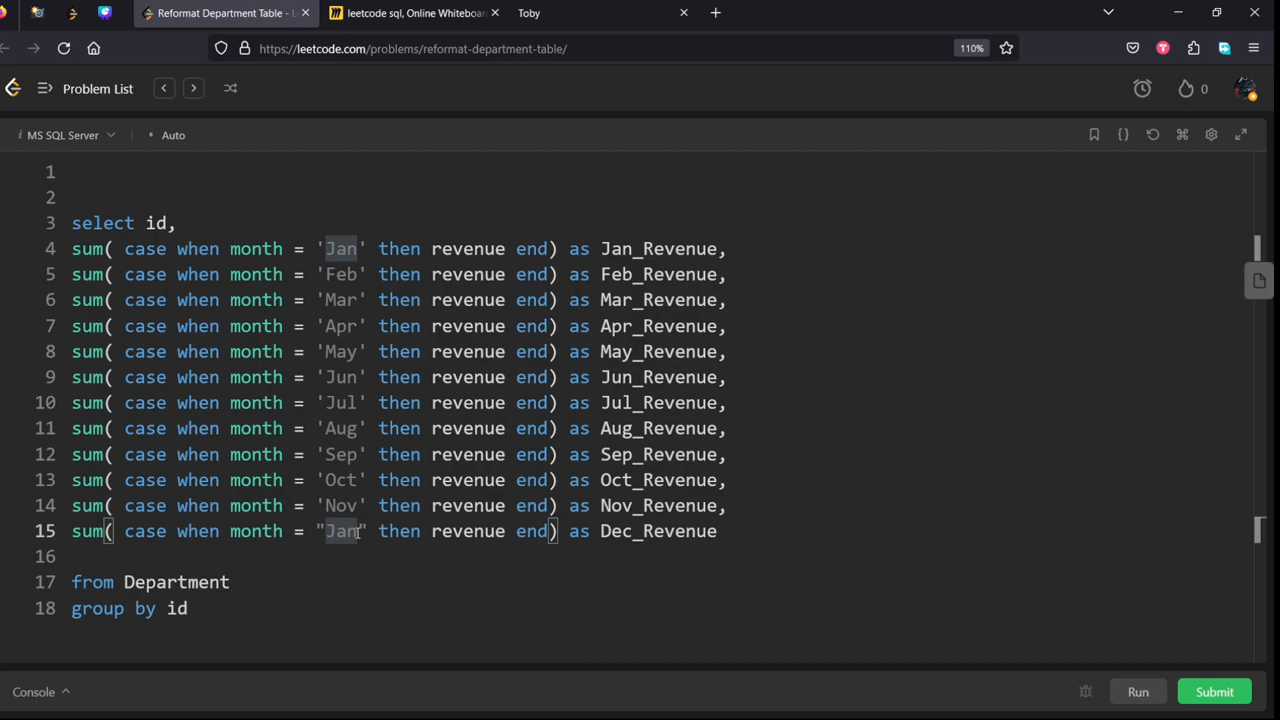 Reformat Department Table - L
leetcode sql, Online Whiteboard
Toby
https://leetcode.com/problems/reformat-department-table/
110%
Problem List
0
MS SQL Server
Auto
1
2
3 select id,
4 sum( case when month = 'Jan' then revenue end) as Jan_Revenue,
5 sum( case when month = 'Feb' then revenue end) as Feb_Revenue,
6 sum( case when month = 'Mar' then revenue end) as Mar_Revenue,
7 sum( case when month = 'Apr' then revenue end) as Apr_Revenue,
8 sum( case when month = 'May' then revenue end) as May_Revenue,
9 sum( case when month = 'Jun' then revenue end) as Jun_Revenue,
10 sum( case when month = 'Jul' then revenue end) as Jul_Revenue,
11 sum( case when month = 'Aug' then revenue end) as Aug_Revenue,
12 sum( case when month = 'Sep' then revenue end) as Sep_Revenue,
13 sum( case when month = 'Oct' then revenue end) as Oct_Revenue,
14 sum( case when month = 'Nov' then revenue end) as Nov_Revenue,
15 sum( case when month = "Jan" then revenue end) as Dec_Revenue
16
17 from Department
18 group by id
Console
Run
Submit